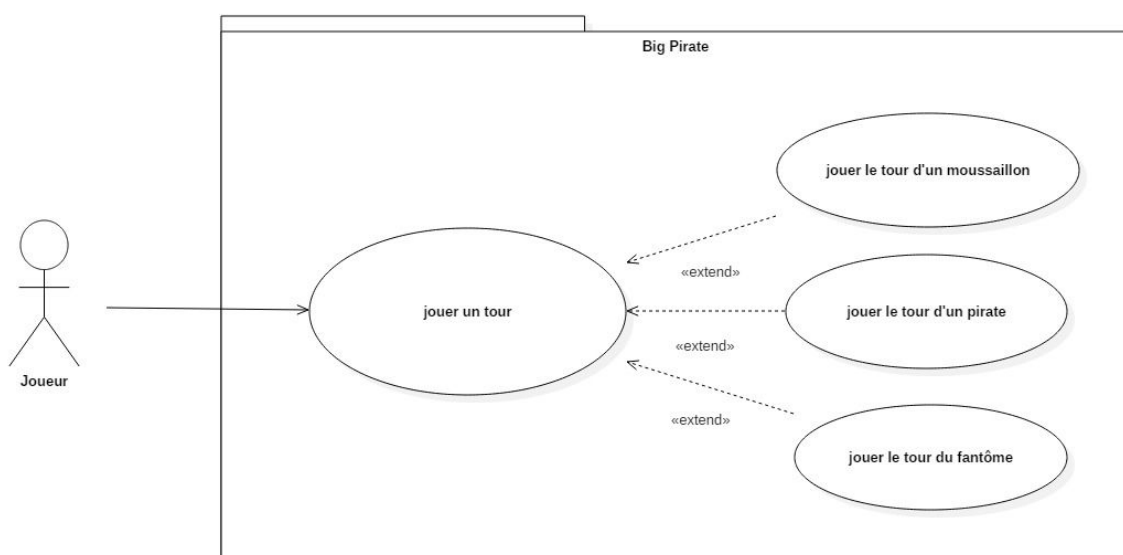 Big Pirate
jouer le tour d'un moussaillon
«extend»
jouer un tour
jouer le tour d'un pirate
«extend»
Joueur
«extend»
jouer le tour du fantôme